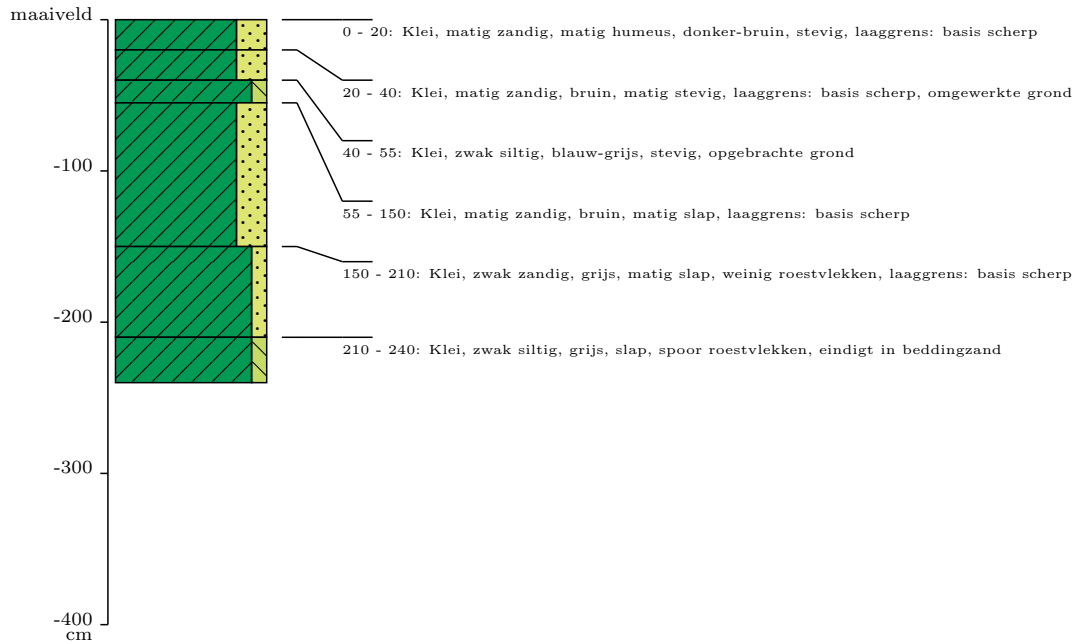 maaiveld
0 - 20: Klei, matig zandig, matig humeus, donker-bruin, stevig, laaggrens: basis scherp
20 - 40: Klei, matig zandig, bruin, matig stevig, laaggrens: basis scherp, omgewerkte grond
40 - 55: Klei, zwak siltig, blauw-grijs, stevig, opgebrachte grond
-100
55 - 150: Klei, matig zandig, bruin, matig slap, laaggrens: basis scherp
150 - 210: Klei, zwak zandig, grijs, matig slap, weinig roestvlekken, laaggrens: basis scherp
-200
210 - 240: Klei, zwak siltig, grijs, slap, spoor roestvlekken, eindigt in beddingzand
-300
-400
cm